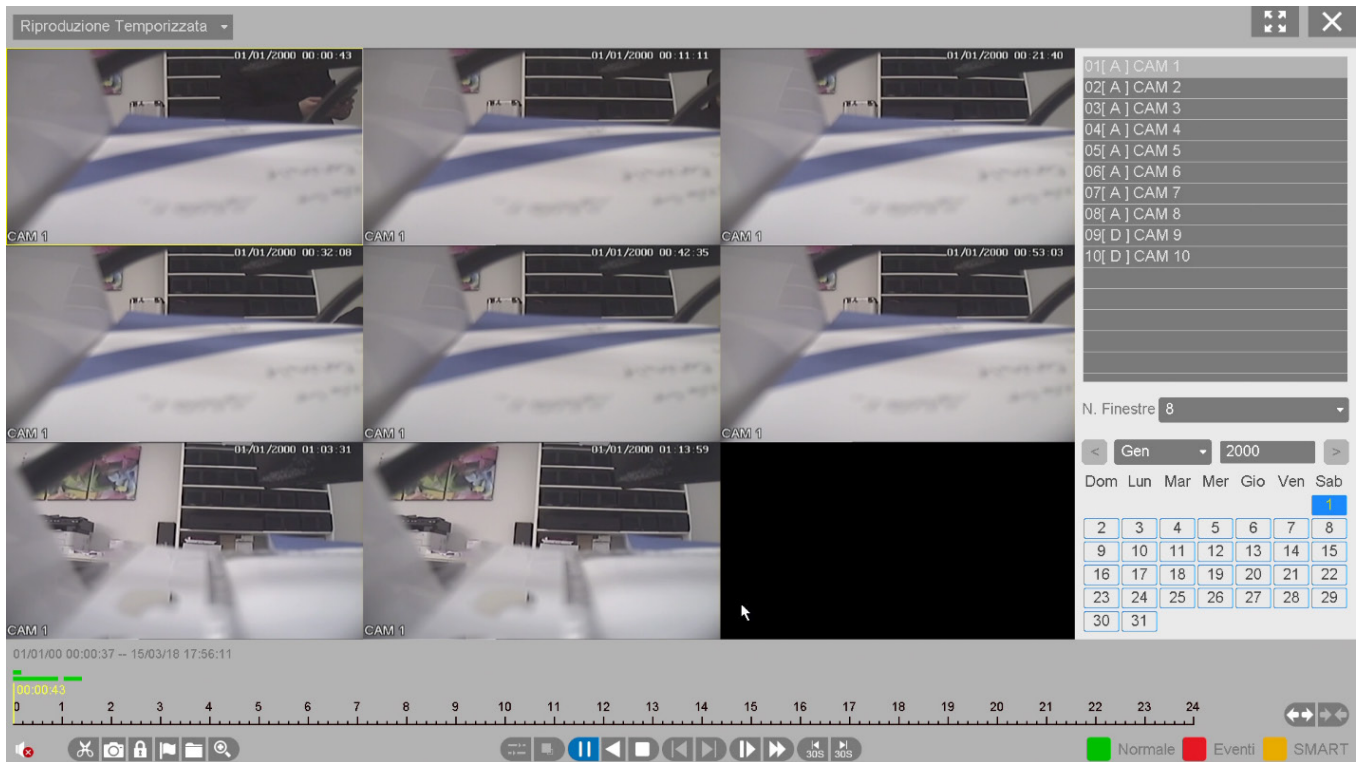 Riproduzione Temporizzata
01/01/2000 00:00:43
CAM 1
01/01/2000 00:11:11
CAM 1
01/01/2000 00:21:40
CAM 1
01/01/2000 00:32:08
CAM 1
01/01/2000 00:42:35
CAM 1
01/01/2000 00:53:03
CAM 1
01/01/2000 01:03:31
CAM 1
01/01/2000 01:13:59
CAM 1
01[ A ] CAM 1
02[ A ] CAM 2
03[ A ] CAM 3
04[ A ] CAM 4
05[ A ] CAM 5
06[ A ] CAM 6
07[ A ] CAM 7
08[ A ] CAM 8
09[ D ] CAM 9
10[ D ] CAM 10
N. Finestre 8
< Gen 2000 >
Dom Lun Mar Mer Gio Ven Sab
1
2 3 4 5 6 7 8
9 10 11 12 13 14 15
16 17 18 19 20 21 22
23 24 25 26 27 28 29
30 31
01/01/00 00:00:37 -- 15/03/18 17:56:11
00:00:43
0 1 2 3 4 5 6 7 8 9 10 11 12 13 14 15 16 17 18 19 20 21 22 23 24
30S 30S
Normale Eventi SMART